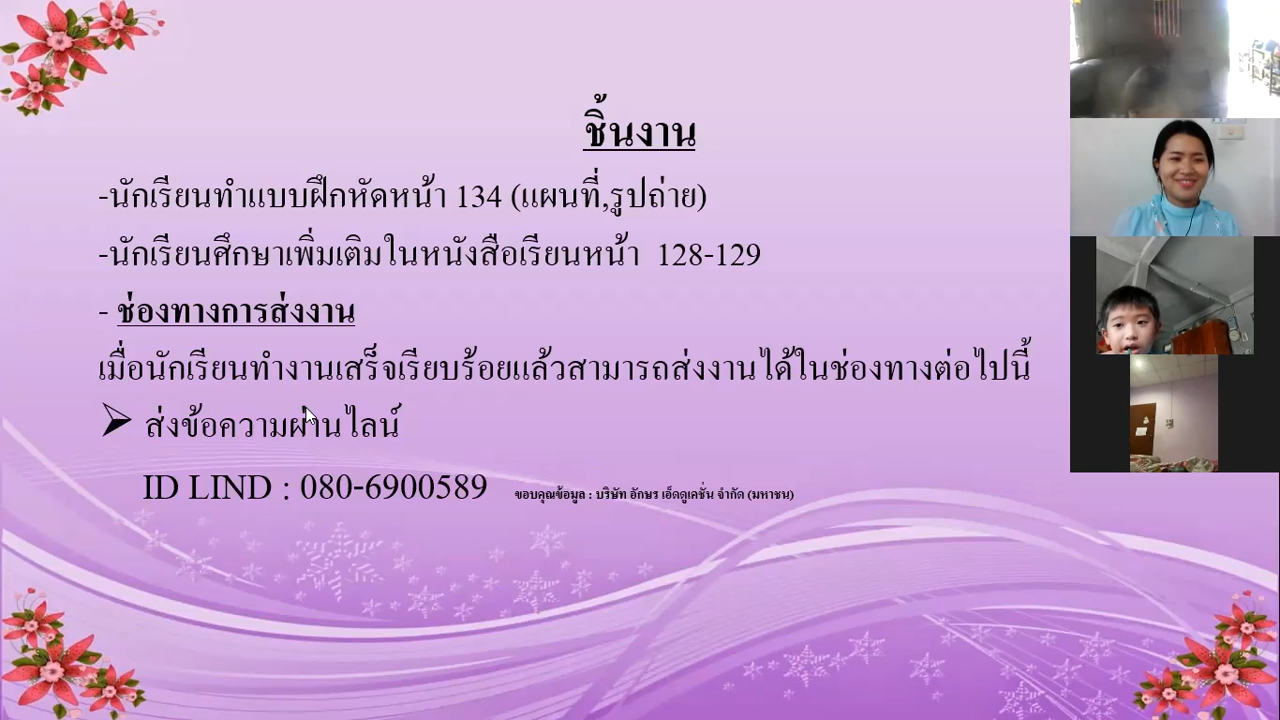 ชิ้นงาน
-นักเรียนทำแบบฝึกหัดหน้า 134 (แผนที่,รูปถ่าย)
-นักเรียนศึกษาเพิ่มเติมในหนังสือเรียนหน้า 128-129
- ช่องทางการส่งงาน
เมื่อนักเรียนทำงานเสร็จเรียบร้อยแล้วสามารถส่งงานได้ในช่องทางต่อไปนี้
➢ ส่งข้อความผ่านไลน์
ID LIND : 080-6900589 ขอบคุณข้อมูล : บริษัท อักษร เอ็ดดูเคชั่น จำกัด (มหาชน)